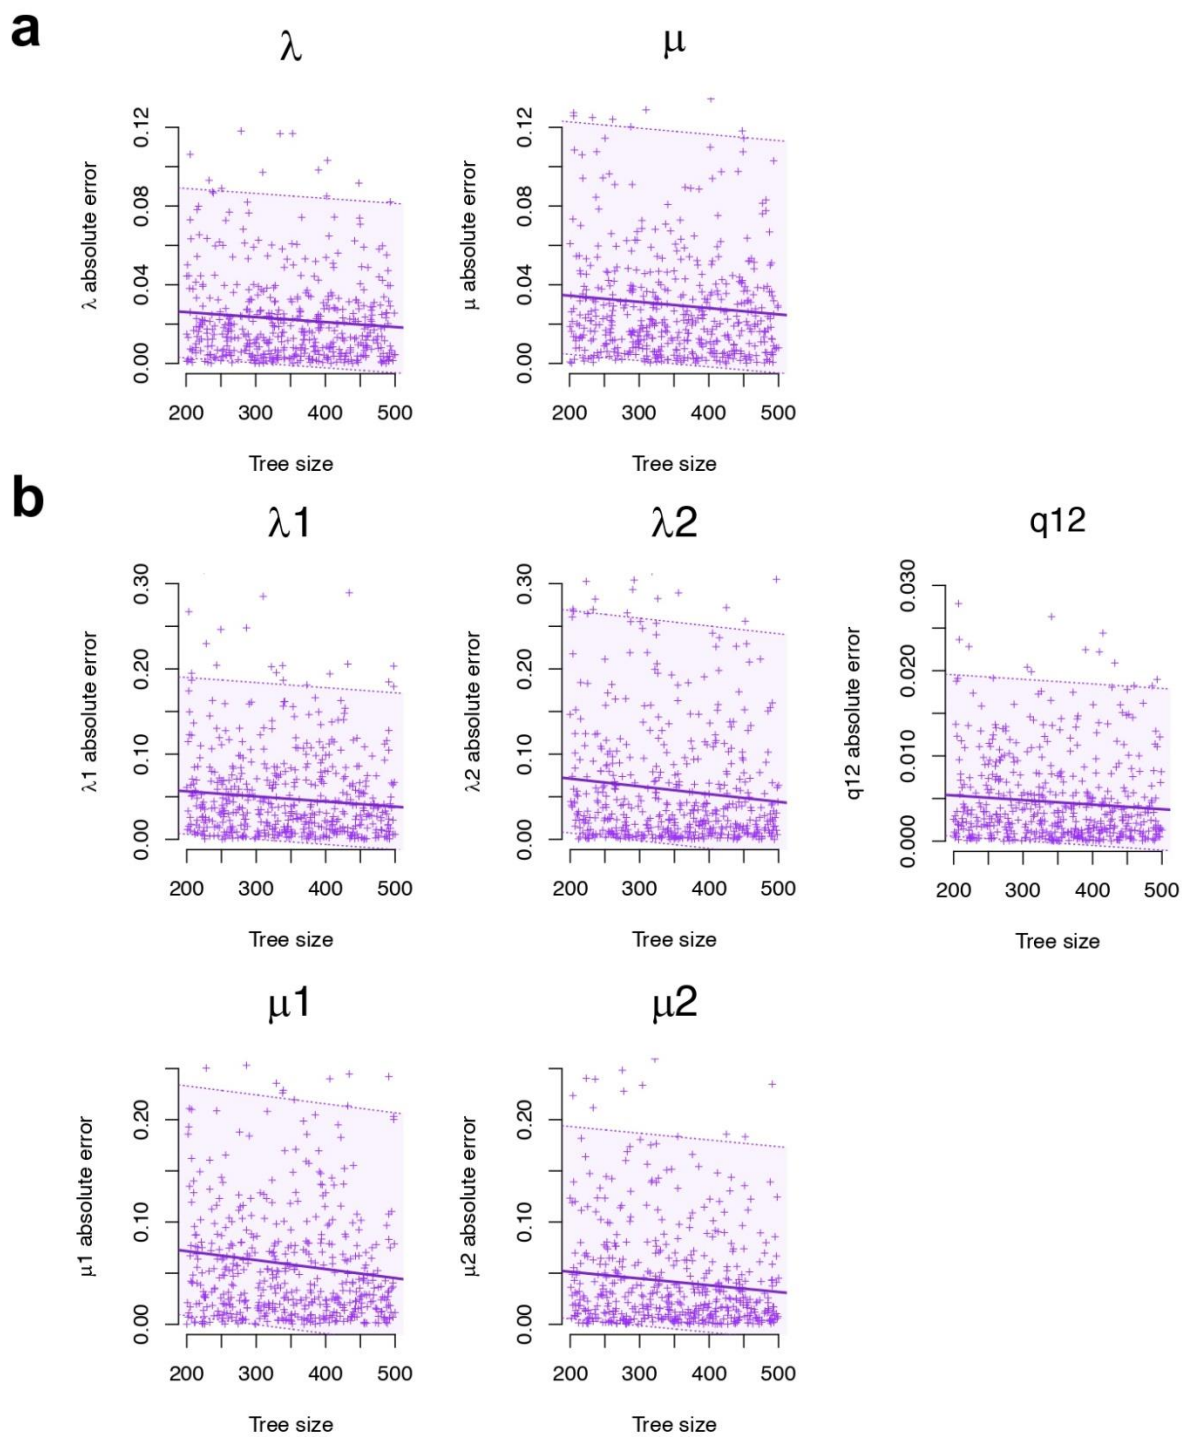 a
λ
μ
λ absolute error
0.00 0.04 0.08 0.12
200 300 400 500
Tree size
μ absolute error
0.00 0.04 0.08 0.12
200 300 400 500
Tree size
b
λ1
λ2
q12
λ1 absolute error
0.00 0.10 0.20 0.30
200 300 400 500
Tree size
λ2 absolute error
0.00 0.10 0.20 0.30
200 300 400 500
Tree size
q12 absolute error
0.000 0.010 0.020 0.030
200 300 400 500
Tree size
μ1
μ2
μ1 absolute error
0.00 0.10 0.20
200 300 400 500
Tree size
μ2 absolute error
0.00 0.10 0.20
200 300 400 500
Tree size